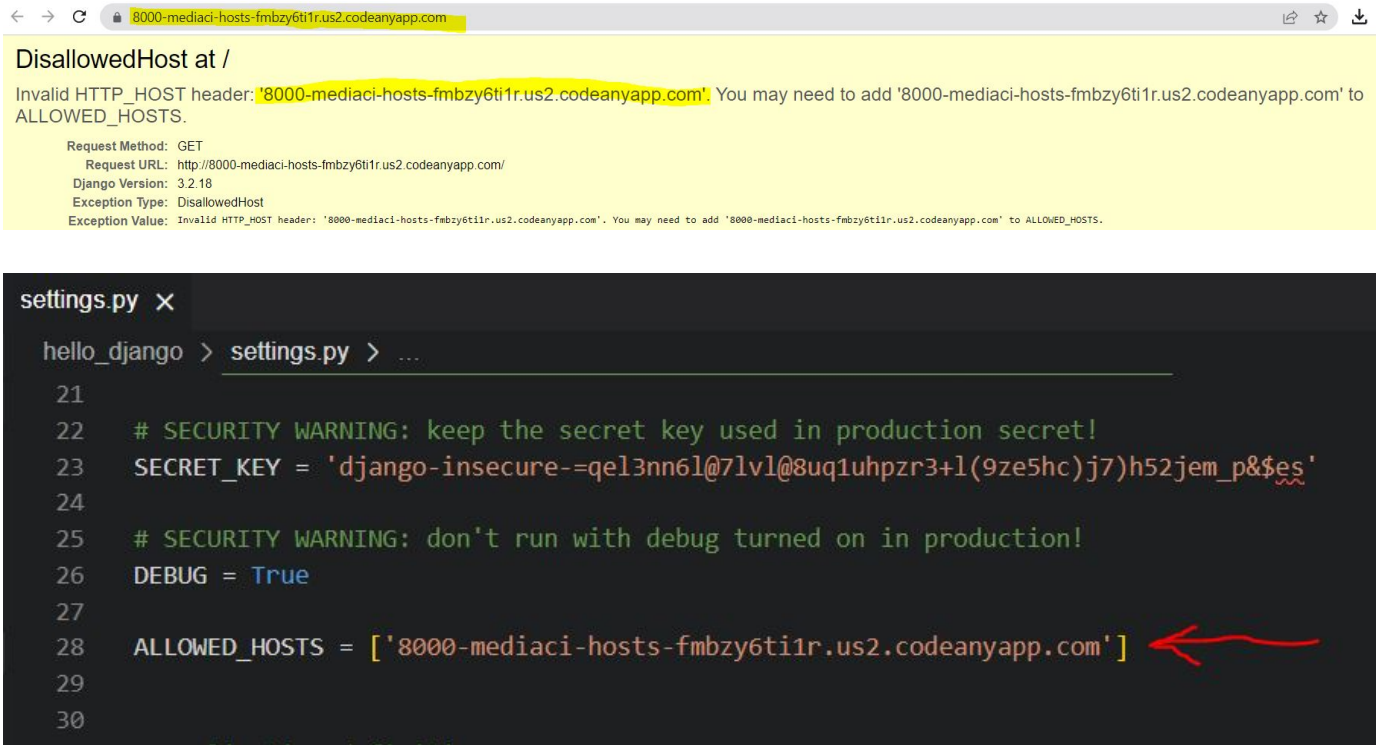 8000-mediaci-hosts-fmbzy6ti1r.us2.codeanyapp.com
DisallowedHost at /
Invalid HTTP_HOST header: '8000-mediaci-hosts-fmbzy6ti1r.us2.codeanyapp.com'. You may need to add '8000-mediaci-hosts-fmbzy6ti1r.us2.codeanyapp.com' to
ALLOWED_HOSTS.
Request Method: GET
Request URL: http://8000-mediaci-hosts-fmbzy6ti1r.us2.codeanyapp.com/
Django Version: 3.2.18
Exception Type: DisallowedHost
Exception Value: Invalid HTTP_HOST header: '8000-mediaci-hosts-fmbzy6ti1r.us2.codeanyapp.com'. You may need to add '8000-mediaci-hosts-fmbzy6ti1r.us2.codeanyapp.com' to ALLOWED_HOSTS.
settings.py ×
hello_django > settings.py > ...
21
22 # SECURITY WARNING: keep the secret key used in production secret!
23 SECRET_KEY = 'django-insecure-=qel3nn6l@7lvl@8uq1uhpzr3+l(9ze5hc)j7)h52jem_p&$es'
24
25 # SECURITY WARNING: don't run with debug turned on in production!
26 DEBUG = True
27
28 ALLOWED_HOSTS = ['8000-mediaci-hosts-fmbzy6ti1r.us2.codeanyapp.com']
29
30